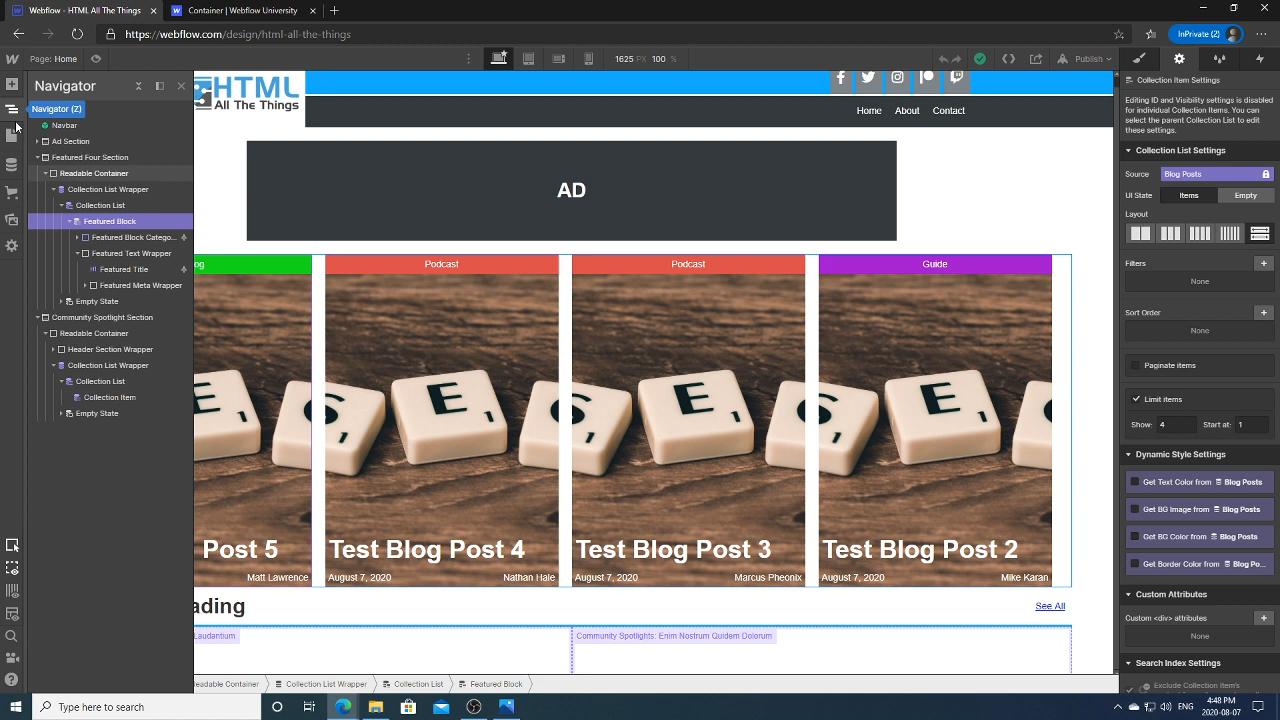 Webflow - HTML All The Things
Container | Webflow University
https://webflow.com/design/html-all-the-things
InPrivate (2)
Page: Home
1625 PX 100 %
Publish
Navigator
Navigator (Z)
Navbar
Ad Section
Featured Four Section
Readable Container
Collection List Wrapper
Collection List
Featured Block
Featured Block Catego...
Featured Text Wrapper
Featured Title
Featured Meta Wrapper
Empty State
Community Spotlight Section
Readable Container
Header Section Wrapper
Collection List Wrapper
Collection List
Collection Item
Empty State
HTML
All The Things
Home About Contact
AD
og
Podcast
Podcast
Guide
Post 5
Test Blog Post 4
Test Blog Post 3
Test Blog Post 2
Matt Lawrence
August 7, 2020 Nathan Hale
August 7, 2020 Marcus Pheonix
August 7, 2020 Mike Karan
ading
See All
Laudantium
Community Spotlights: Enim Nostrum Quidem Dolorum
eadable Container
Collection List Wrapper
Collection List
Featured Block
Collection Item Settings
Editing ID and Visibility settings is disabled
for individual Collection Items. You can
select the parent Collection List to edit
these settings.
Collection List Settings
Source Blog Posts
UI State Items Empty
Layout
Filters
None
Sort Order
None
Paginate items
Limit items
Show: 4 Start at: 1
Dynamic Style Settings
Get Text Color from Blog Posts
Get BG Image from Blog Posts
Get BG Color from Blog Posts
Get Border Color from Blog Po...
Custom Attributes
Custom <div> attributes
None
Search Index Settings
Exclude Collection Item's
Type here to search
4:48 PM
2020-08-07